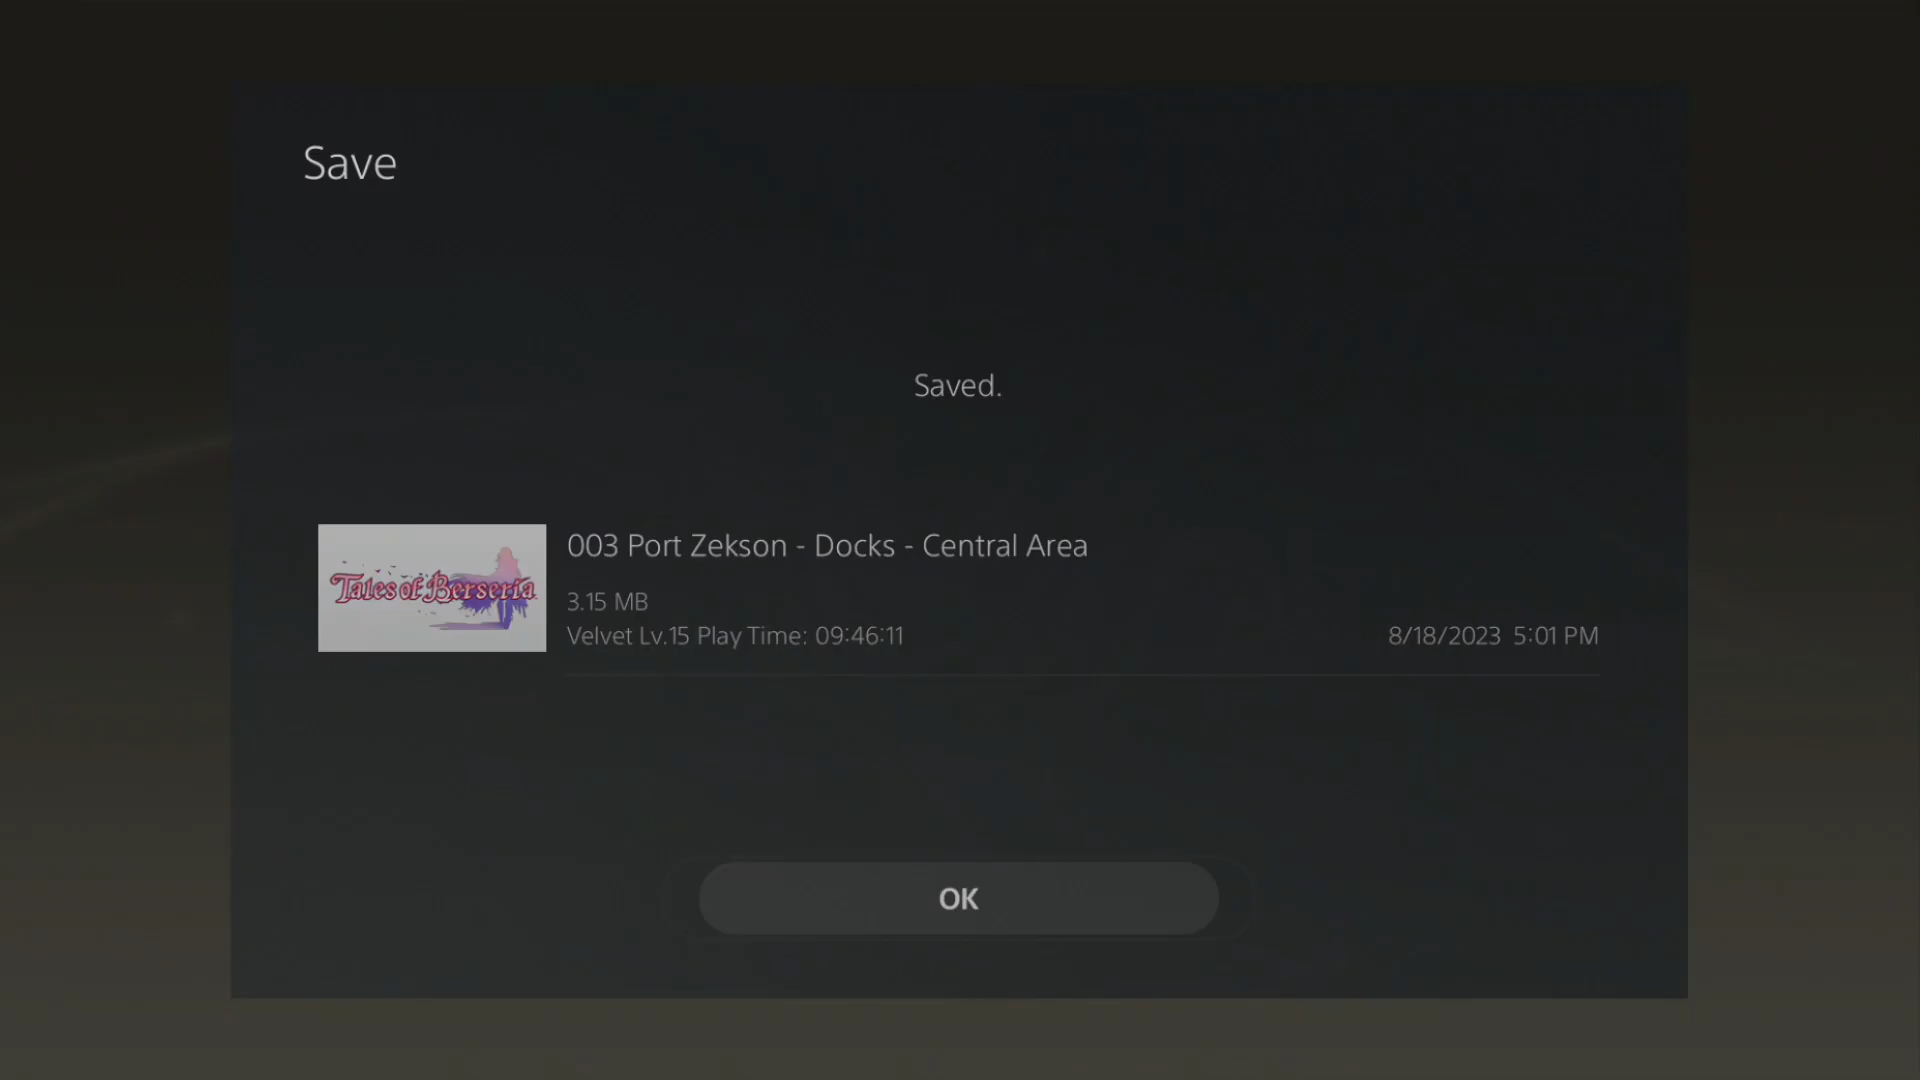 Save
Saved.
Tales of Berseria
003 Port Zekson - Docks - Central Area
3.15 MB
Velvet Lv.15 Play Time: 09:46:11
8/18/2023 5:01 PM
OK